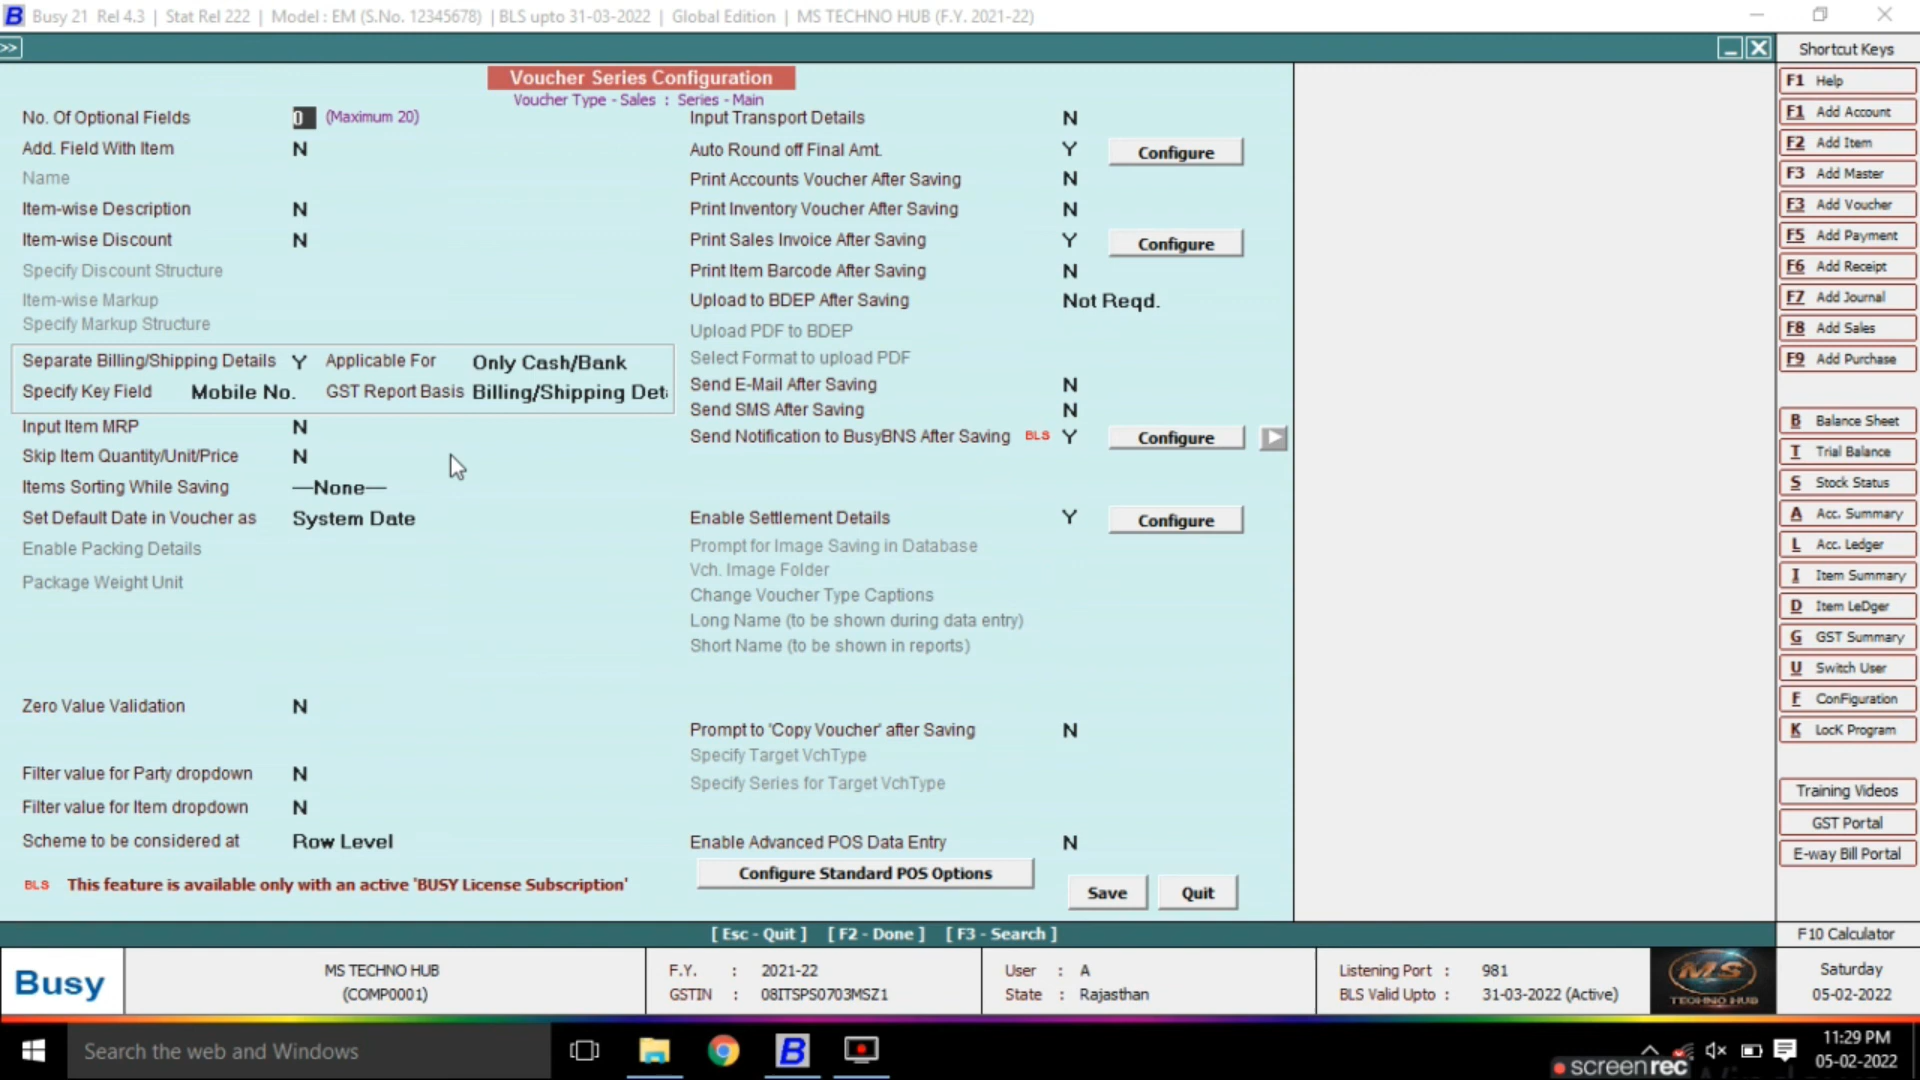 Busy 21 Rel 4.3 | Stat Rel 222 | Model : EM (S.No. 12345678) | BLS upto 31-03-2022 | Global Edition | MS TECHNO HUB (F.Y. 2021-22)
>>
Voucher Series Configuration
Voucher Type - Sales : Series - Main
No. Of Optional Fields 0 (Maximum 20)
Add. Field With Item N
Name
Item-wise Description N
Item-wise Discount N
Specify Discount Structure
Item-wise Markup
Specify Markup Structure
Separate Billing/Shipping Details Y Applicable For Only Cash/Bank
Specify Key Field Mobile No. GST Report Basis Billing/Shipping Det
Input Item MRP N
Skip Item Quantity/Unit/Price N
Items Sorting While Saving —None—
Set Default Date in Voucher as System Date
Enable Packing Details
Package Weight Unit
Zero Value Validation N
Filter value for Party dropdown N
Filter value for Item dropdown N
Scheme to be considered at Row Level
BLS This feature is available only with an active 'BUSY License Subscription'
Input Transport Details N
Auto Round off Final Amt. Y Configure
Print Accounts Voucher After Saving N
Print Inventory Voucher After Saving N
Print Sales Invoice After Saving Y Configure
Print Item Barcode After Saving N
Upload to BDEP After Saving Not Reqd.
Upload PDF to BDEP
Select Format to upload PDF
Send E-Mail After Saving N
Send SMS After Saving N
Send Notification to BusyBNS After Saving BLS Y Configure
Enable Settlement Details Y Configure
Prompt for Image Saving in Database
Vch. Image Folder
Change Voucher Type Captions
Long Name (to be shown during data entry)
Short Name (to be shown in reports)
Prompt to 'Copy Voucher' after Saving N
Specify Target VchType
Specify Series for Target VchType
Enable Advanced POS Data Entry N
Configure Standard POS Options
Save Quit
[ Esc - Quit ] [ F2 - Done ] [ F3 - Search ]
Shortcut Keys
F1 Help
F1 Add Account
F2 Add Item
F3 Add Master
F3 Add Voucher
F5 Add Payment
F6 Add Receipt
F7 Add Journal
F8 Add Sales
F9 Add Purchase
B Balance Sheet
T Trial Balance
S Stock Status
A Acc. Summary
L Acc. Ledger
I Item Summary
D Item LeDger
G GST Summary
U Switch User
F ConFiguration
K LocK Program
Training Videos
GST Portal
E-way Bill Portal
F10 Calculator
Busy
MS TECHNO HUB
(COMP0001)
F.Y. : 2021-22
GSTIN : 08ITSPS0703MSZ1
User : A
State : Rajasthan
Listening Port : 981
BLS Valid Upto : 31-03-2022 (Active)
MS
TECHNO HUB
Saturday
05-02-2022
Search the web and Windows
11:29 PM
05-02-2022
screenrec